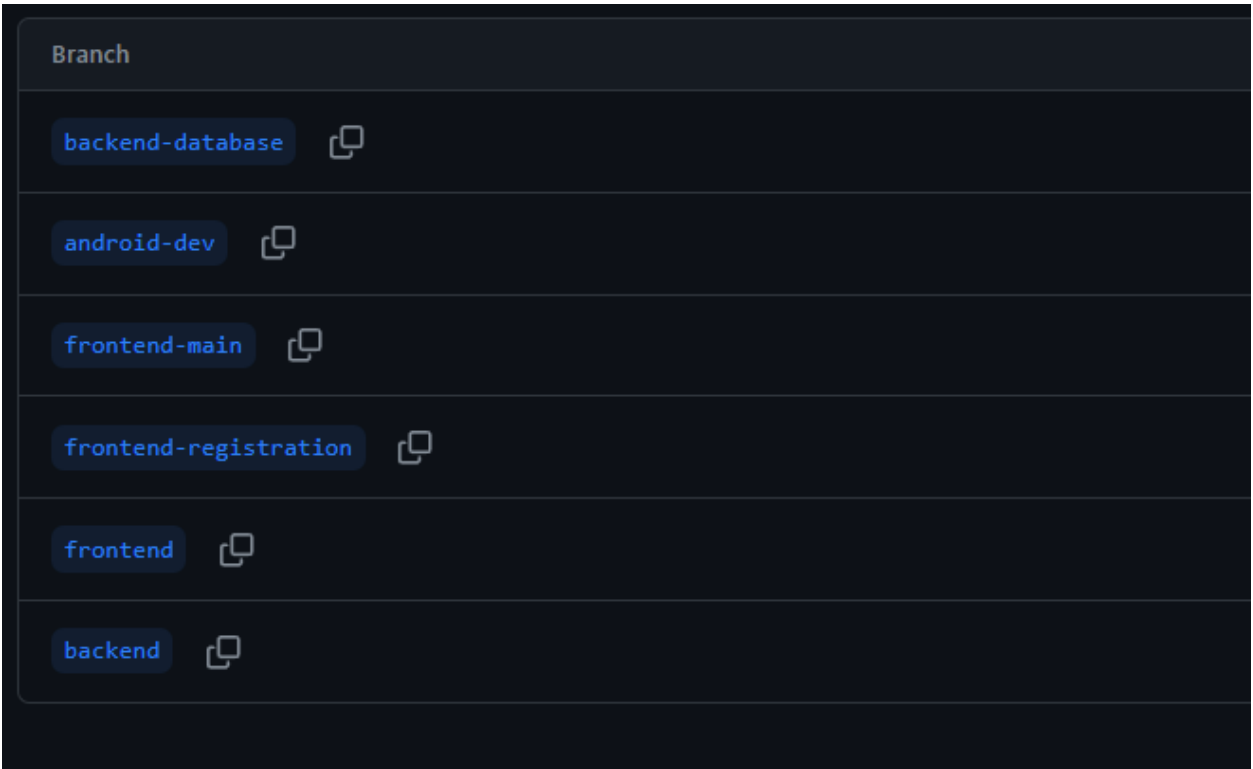 Branch
backend-database
android-dev
frontend-main
frontend-registration
frontend
backend